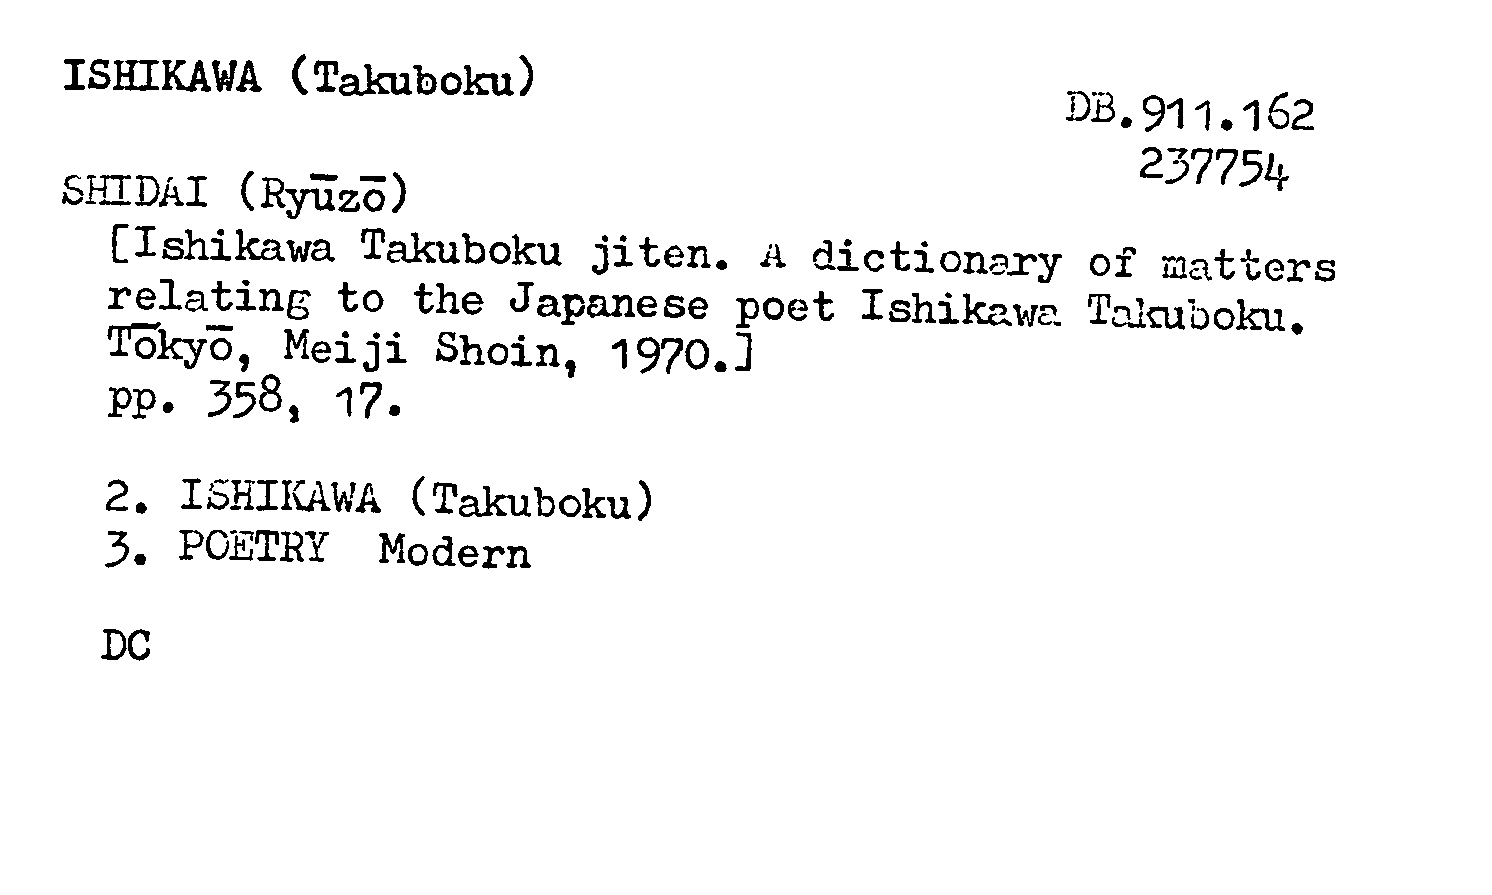 ISHIKAWA (Takuboku)
DB.911.162
237754
SHIDAI (Ryūzō)
[Ishikawa Takuboku jiten. A dictionary of matters
relating to the Japanese poet Ishikawa Takuboku.
Tōkyō, Meiji Shoin, 1970.]
pp. 358, 17.
2. ISHIKAWA (Takuboku)
3. POETRY Modern
DC